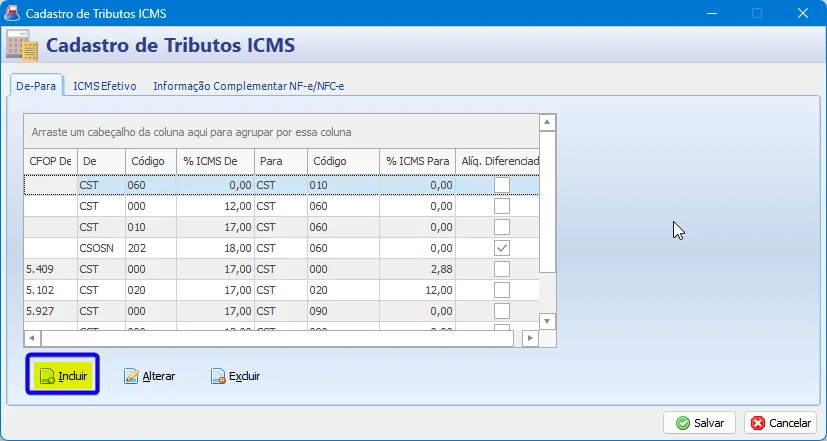 Cadastro de Tributos ICMS
Cadastro de Tributos ICMS
De-Para ICMS Efetivo Informação Complementar NF-e/NFC-e
Arraste um cabeçalho da coluna aqui para agrupar por essa coluna
CFOP De De Código % ICMS De Para Código % ICMS Para Alíq. Diferenciad
CST 060 0,00 CST 010 0,00
CST 000 12,00 CST 060 0,00
CST 010 17,00 CST 060 0,00
CSOSN 202 18,00 CST 060 0,00
5.409 CST 000 17,00 CST 000 2,88
5.102 CST 020 17,00 CST 020 12,00
5.927 CST 000 17,00 CST 090 0,00
Incluir Alterar Excluir
Salvar Cancelar